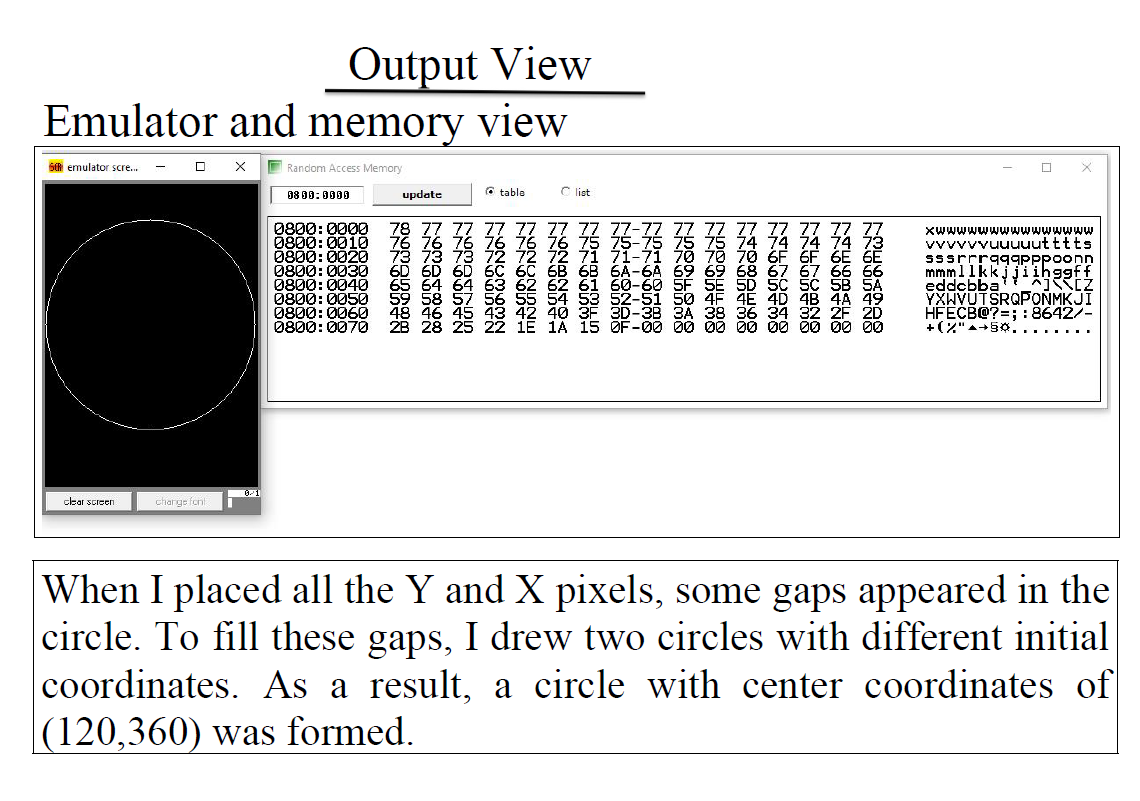 Output View
Emulator and memory view
emulator scre...
Random Access Memory
0800:0000 update table list
0800:0000 78 77 77 77 77 77 77 77-77 77 77 77 77 77 77 77 xwwwwwwwwwwwwwww
0800:0010 76 76 76 76 76 76 75 75-75 75 75 74 74 74 74 73 vvvvvvuuuuutttts
0800:0020 73 73 73 72 72 72 71 71-71 70 70 70 6F 6F 6E 6E sssrrrqqqpppoonn
0800:0030 6D 6D 6D 6C 6C 6B 6B 6A-6A 69 69 68 67 67 66 66 mmmllkkjjiihggff
0800:0040 65 64 64 63 62 62 61 60-60 5F 5E 5D 5C 5C 5B 5A eddcbba``_^]\\[Z
0800:0050 59 58 57 56 55 54 53 52-51 50 4F 4E 4D 4B 4A 49 YXWVUTSRQPONMKJI
0800:0060 48 46 45 43 42 40 3F 3D-3B 3A 38 36 34 32 2F 2D HFECB@?=;:8642/-
0800:0070 2B 28 25 22 1E 1A 15 0F-00 00 00 00 00 00 00 00 +(%"▲→§☼........
clear screen change font 0/1
When I placed all the Y and X pixels, some gaps appeared in the
circle. To fill these gaps, I drew two circles with different initial
coordinates. As a result, a circle with center coordinates of
(120,360) was formed.